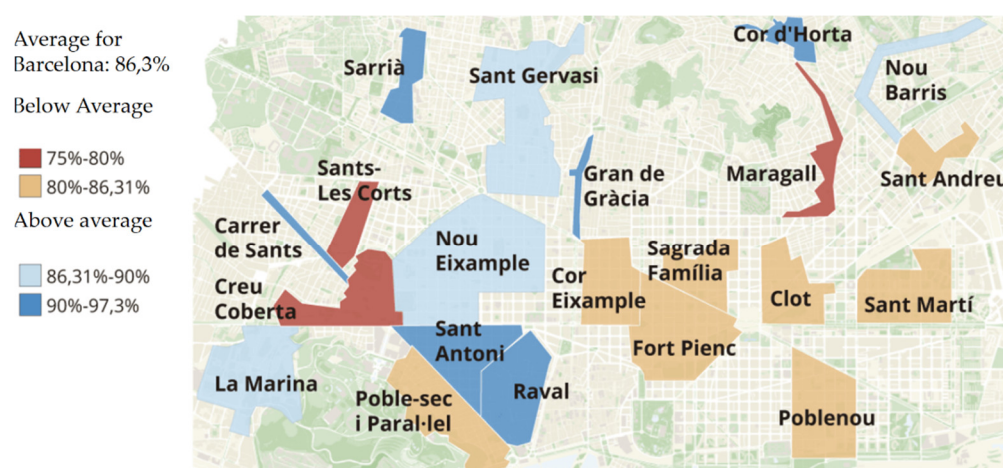 Average for
Barcelona: 86,3%
Below Average
75%-80%
80%-86,31%
Above average
86,31%-90%
90%-97,3%
Cor d'Horta
Sarrià
Sant Gervasi
Nou
Barris
Sants-
Les Corts
Gran de
Gràcia
Maragall
Sant Andreu
Carrer
de Sants
Nou
Eixample
Sagrada
Família
Cor
Eixample
Creu
Coberta
Clot
Sant Martí
Sant
Antoni
Fort Pienc
La Marina
Raval
Poble-sec
i Paral·lel
Poblenou